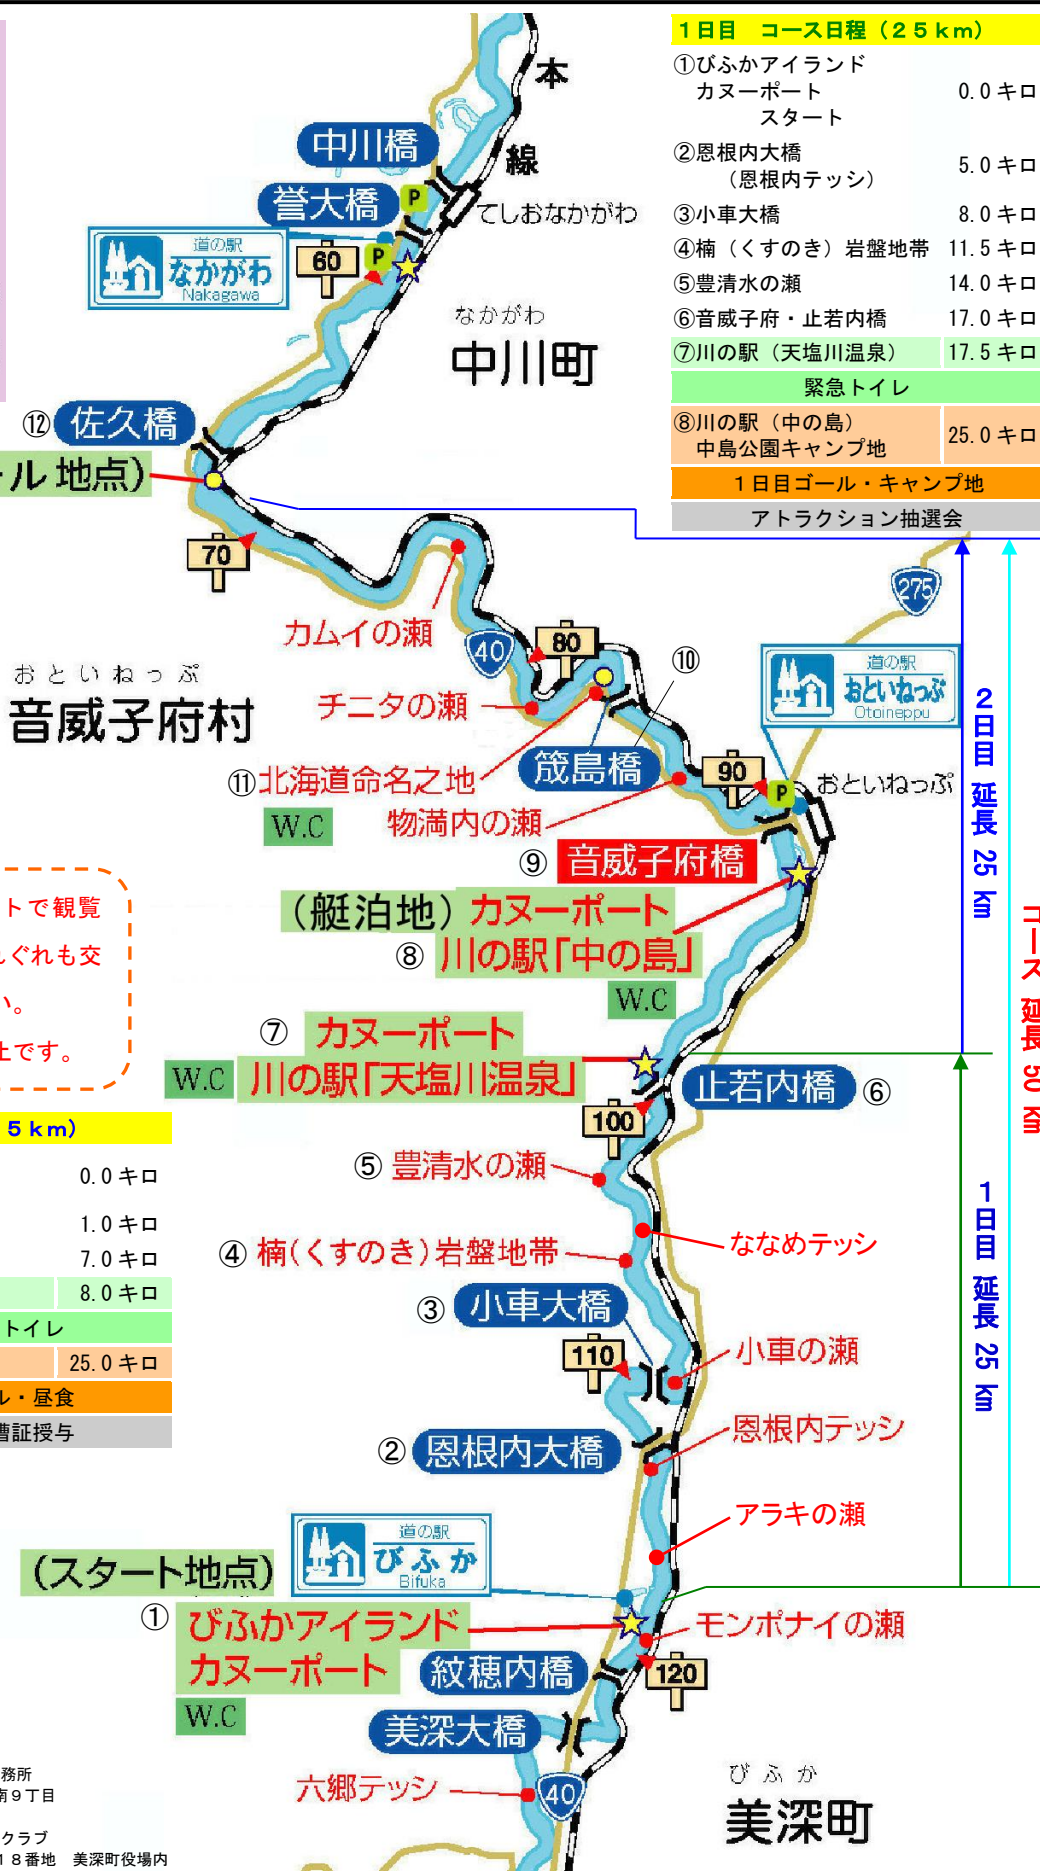 1日目　コース日程（25km）
①びふかアイランド
カヌーポート
スタート
0.0キロ
②恩根内大橋
（恩根内テッシ）
5.0キロ
③小車大橋 8.0キロ
④楠（くすのき）岩盤地帯 11.5キロ
⑤豊清水の瀬 14.0キロ
⑥音威子府・止若内橋 17.0キロ
⑦川の駅（天塩川温泉） 17.5キロ
緊急トイレ
⑧川の駅（中の島）
中島公園キャンプ地
25.0キロ
1日目ゴール・キャンプ地
アトラクション抽選会
本
線
中川橋
P
誉大橋
てしおなかがわ
道の駅
なかがわ
Nakagawa
60
P
なかがわ
中川町
⑫ 佐久橋
ール地点）
70
カムイの瀬
40
80
275
⑩
おといねっぷ
音威子府村
チニタの瀬
道の駅
おといねっぷ
Otoineppu
筬島橋
⑪北海道命名之地
W.C
90
P
おといねっぷ
物満内の瀬
⑨ 音威子府橋
2日目 延長 25 km
コース 延長 50 km
トで観覧
れぐれも交
い。
止です。
（艇泊地）カヌーポート
⑧ 川の駅「中の島」
W.C
⑦ カヌーポート
W.C 川の駅「天塩川温泉」
止若内橋 ⑥
100
5km）
0.0キロ
1.0キロ
7.0キロ
8.0キロ
トイレ
25.0キロ
ル・昼食
漕証授与
⑤ 豊清水の瀬
ななめテッシ
④ 楠（くすのき）岩盤地帯
③ 小車大橋
110
小車の瀬
1日目 延長 25 km
② 恩根内大橋
恩根内テッシ
アラキの瀬
道の駅
びふか
Bifuka
（スタート地点）
① びふかアイランド
カヌーポート
W.C
モンポナイの瀬
紋穂内橋
120
美深大橋
六郷テッシ
40
びふか
美深町
務所
南9丁目
クラブ
18番地　美深町役場内